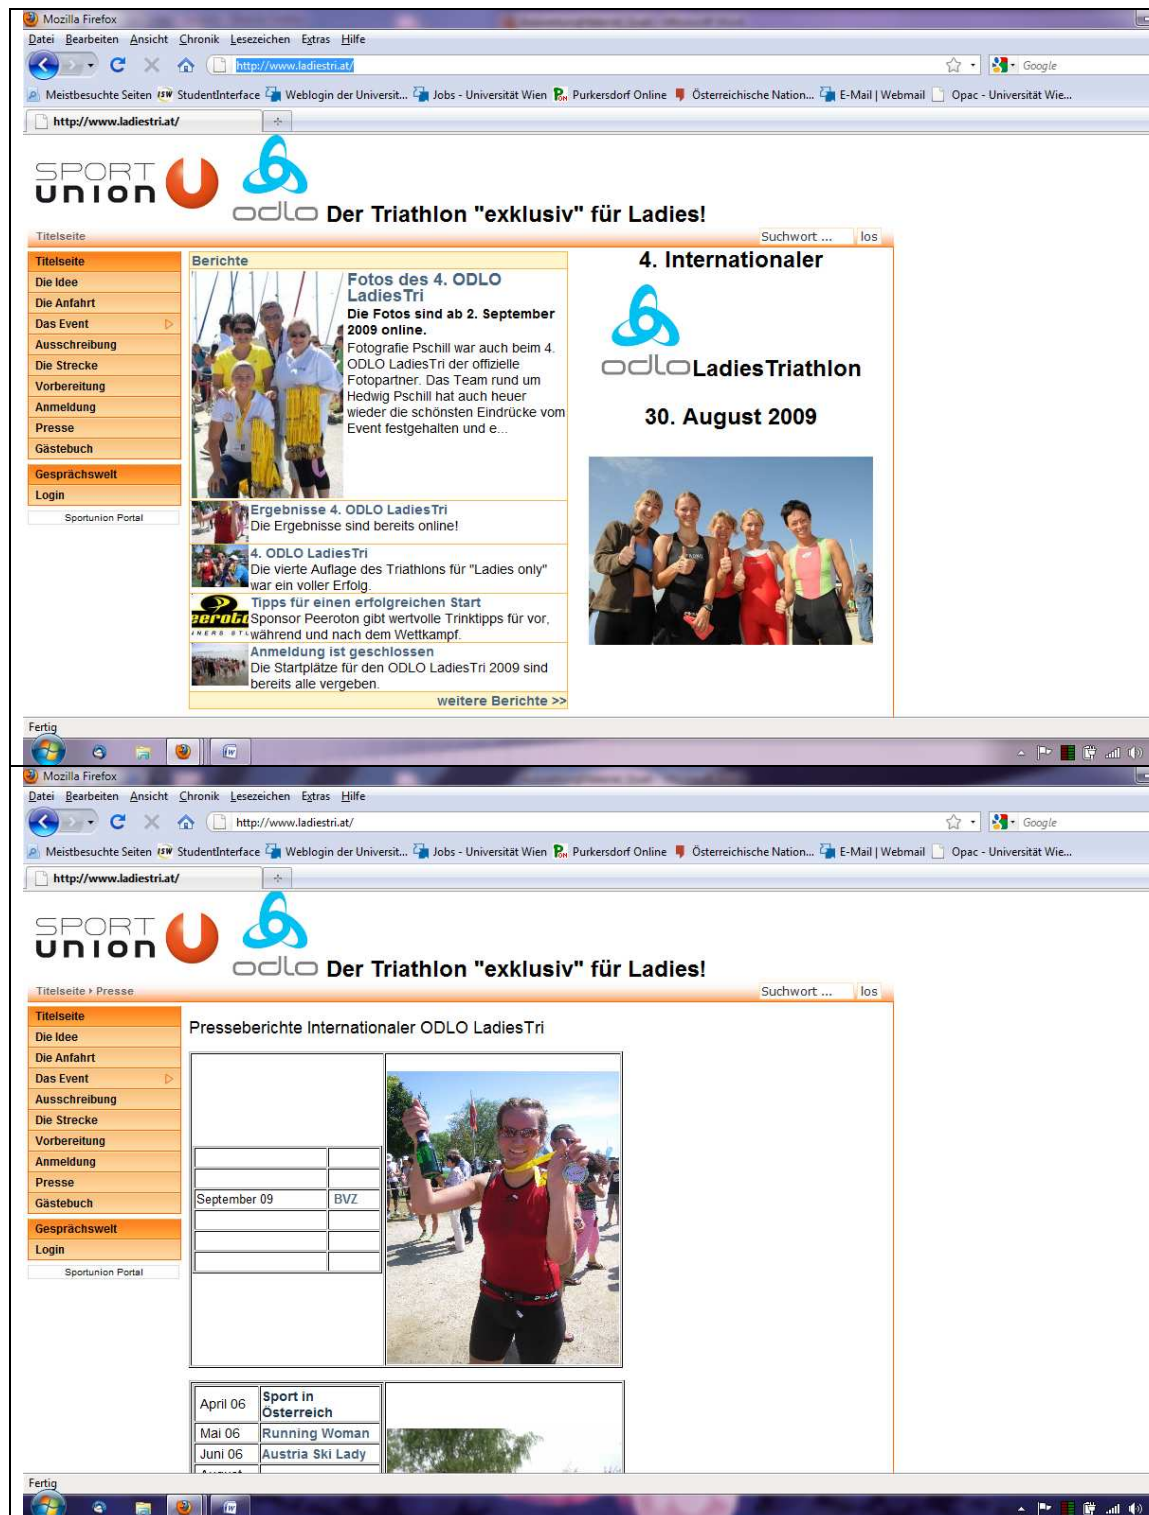 Mozilla Firefox
Datei Bearbeiten Ansicht Chronik Lesezeichen Extras Hilfe
http://www.ladiestri.at/ Google
Meistbesuchte Seiten ISW StudentInterface Weblogin der Universit... Jobs - Universität Wien Purkersdorf Online Österreichische Nation... E-Mail | Webmail Opac - Universität Wie...
http://www.ladiestri.at/
SPORT
union
odlo Der Triathlon "exklusiv" für Ladies!
Titelseite Suchwort ... los
Titelseite
Die Idee
Die Anfahrt
Das Event
Ausschreibung
Die Strecke
Vorbereitung
Anmeldung
Presse
Gästebuch
Gesprächswelt
Login
Sportunion Portal
Berichte
Fotos des 4. ODLO
LadiesTri
Die Fotos sind ab 2. September
2009 online.
Fotografie Pschill war auch beim 4.
ODLO LadiesTri der offizielle
Fotopartner. Das Team rund um
Hedwig Pschill hat auch heuer
wieder die schönsten Eindrücke vom
Event festgehalten und e...
Ergebnisse 4. ODLO LadiesTri
Die Ergebnisse sind bereits online!
4. ODLO LadiesTri
Die vierte Auflage des Triathlons für "Ladies only"
war ein voller Erfolg.
Tipps für einen erfolgreichen Start
Sponsor Peeroton gibt wertvolle Trinktipps für vor,
während und nach dem Wettkampf.
Anmeldung ist geschlossen
Die Startplätze für den ODLO LadiesTri 2009 sind
bereits alle vergeben.
weitere Berichte >>
4. Internationaler
odlo LadiesTriathlon
30. August 2009
Fertig
Mozilla Firefox
Datei Bearbeiten Ansicht Chronik Lesezeichen Extras Hilfe
http://www.ladiestri.at/ Google
Meistbesuchte Seiten ISW StudentInterface Weblogin der Universit... Jobs - Universität Wien Purkersdorf Online Österreichische Nation... E-Mail | Webmail Opac - Universität Wie...
http://www.ladiestri.at/
SPORT
union
odlo Der Triathlon "exklusiv" für Ladies!
Titelseite Presse Suchwort ... los
Titelseite
Die Idee
Die Anfahrt
Das Event
Ausschreibung
Die Strecke
Vorbereitung
Anmeldung
Presse
Gästebuch
Gesprächswelt
Login
Sportunion Portal
Presseberichte Internationaler ODLO LadiesTri
September 09 BVZ
April 06 Sport in
Österreich
Mai 06 Running Woman
Juni 06 Austria Ski Lady
Fertig